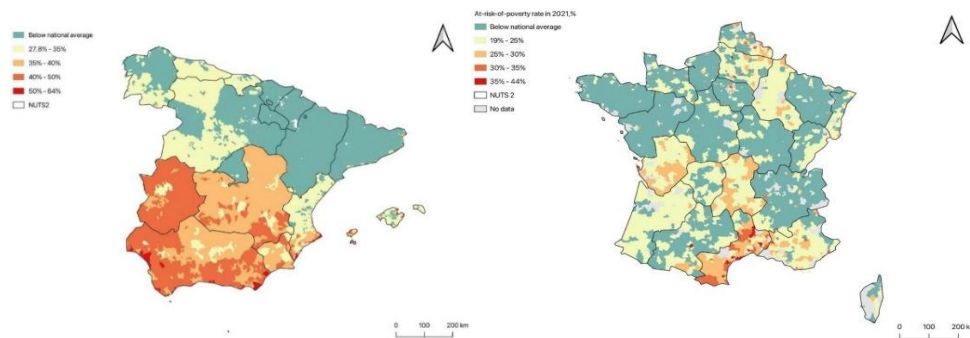 Below national average
27,8% - 35%
35% - 40%
40% - 50%
50% - 64%
NUTS2
0 100 200 km
At-risk-of-poverty rate in 2021,%
Below national average
19% - 25%
25% - 30%
30% - 35%
35% - 44%
NUTS 2
No data
0 100 200 k